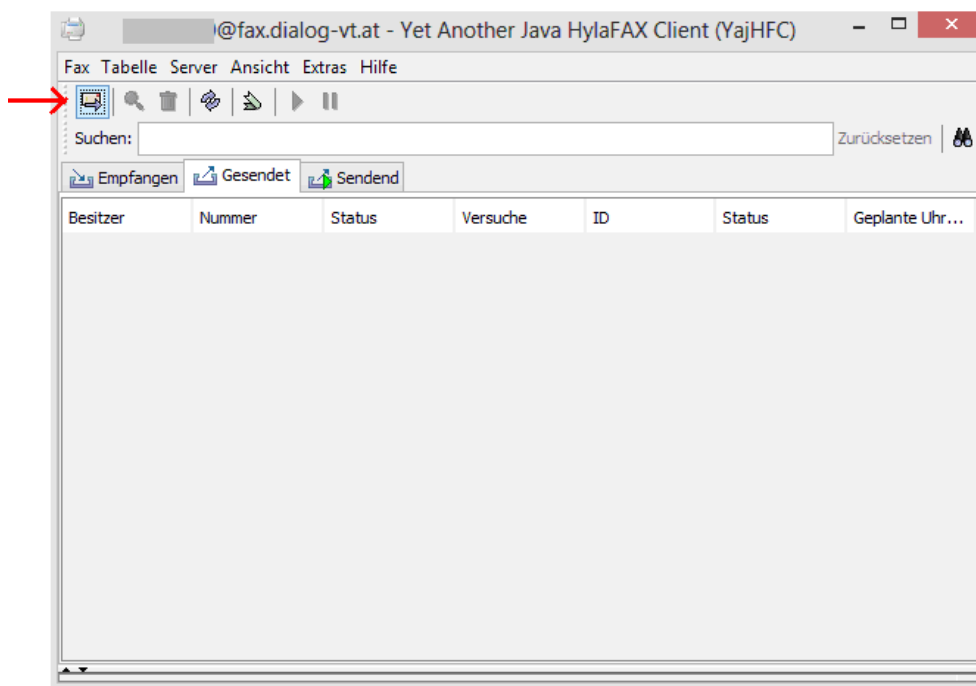 @fax.dialog-vt.at - Yet Another Java HylaFAX Client (YajHFC)
Fax Tabelle Server Ansicht Extras Hilfe
Suchen: Zurücksetzen
Empfangen Gesendet Sendend
Besitzer Nummer Status Versuche ID Status Geplante Uhr...